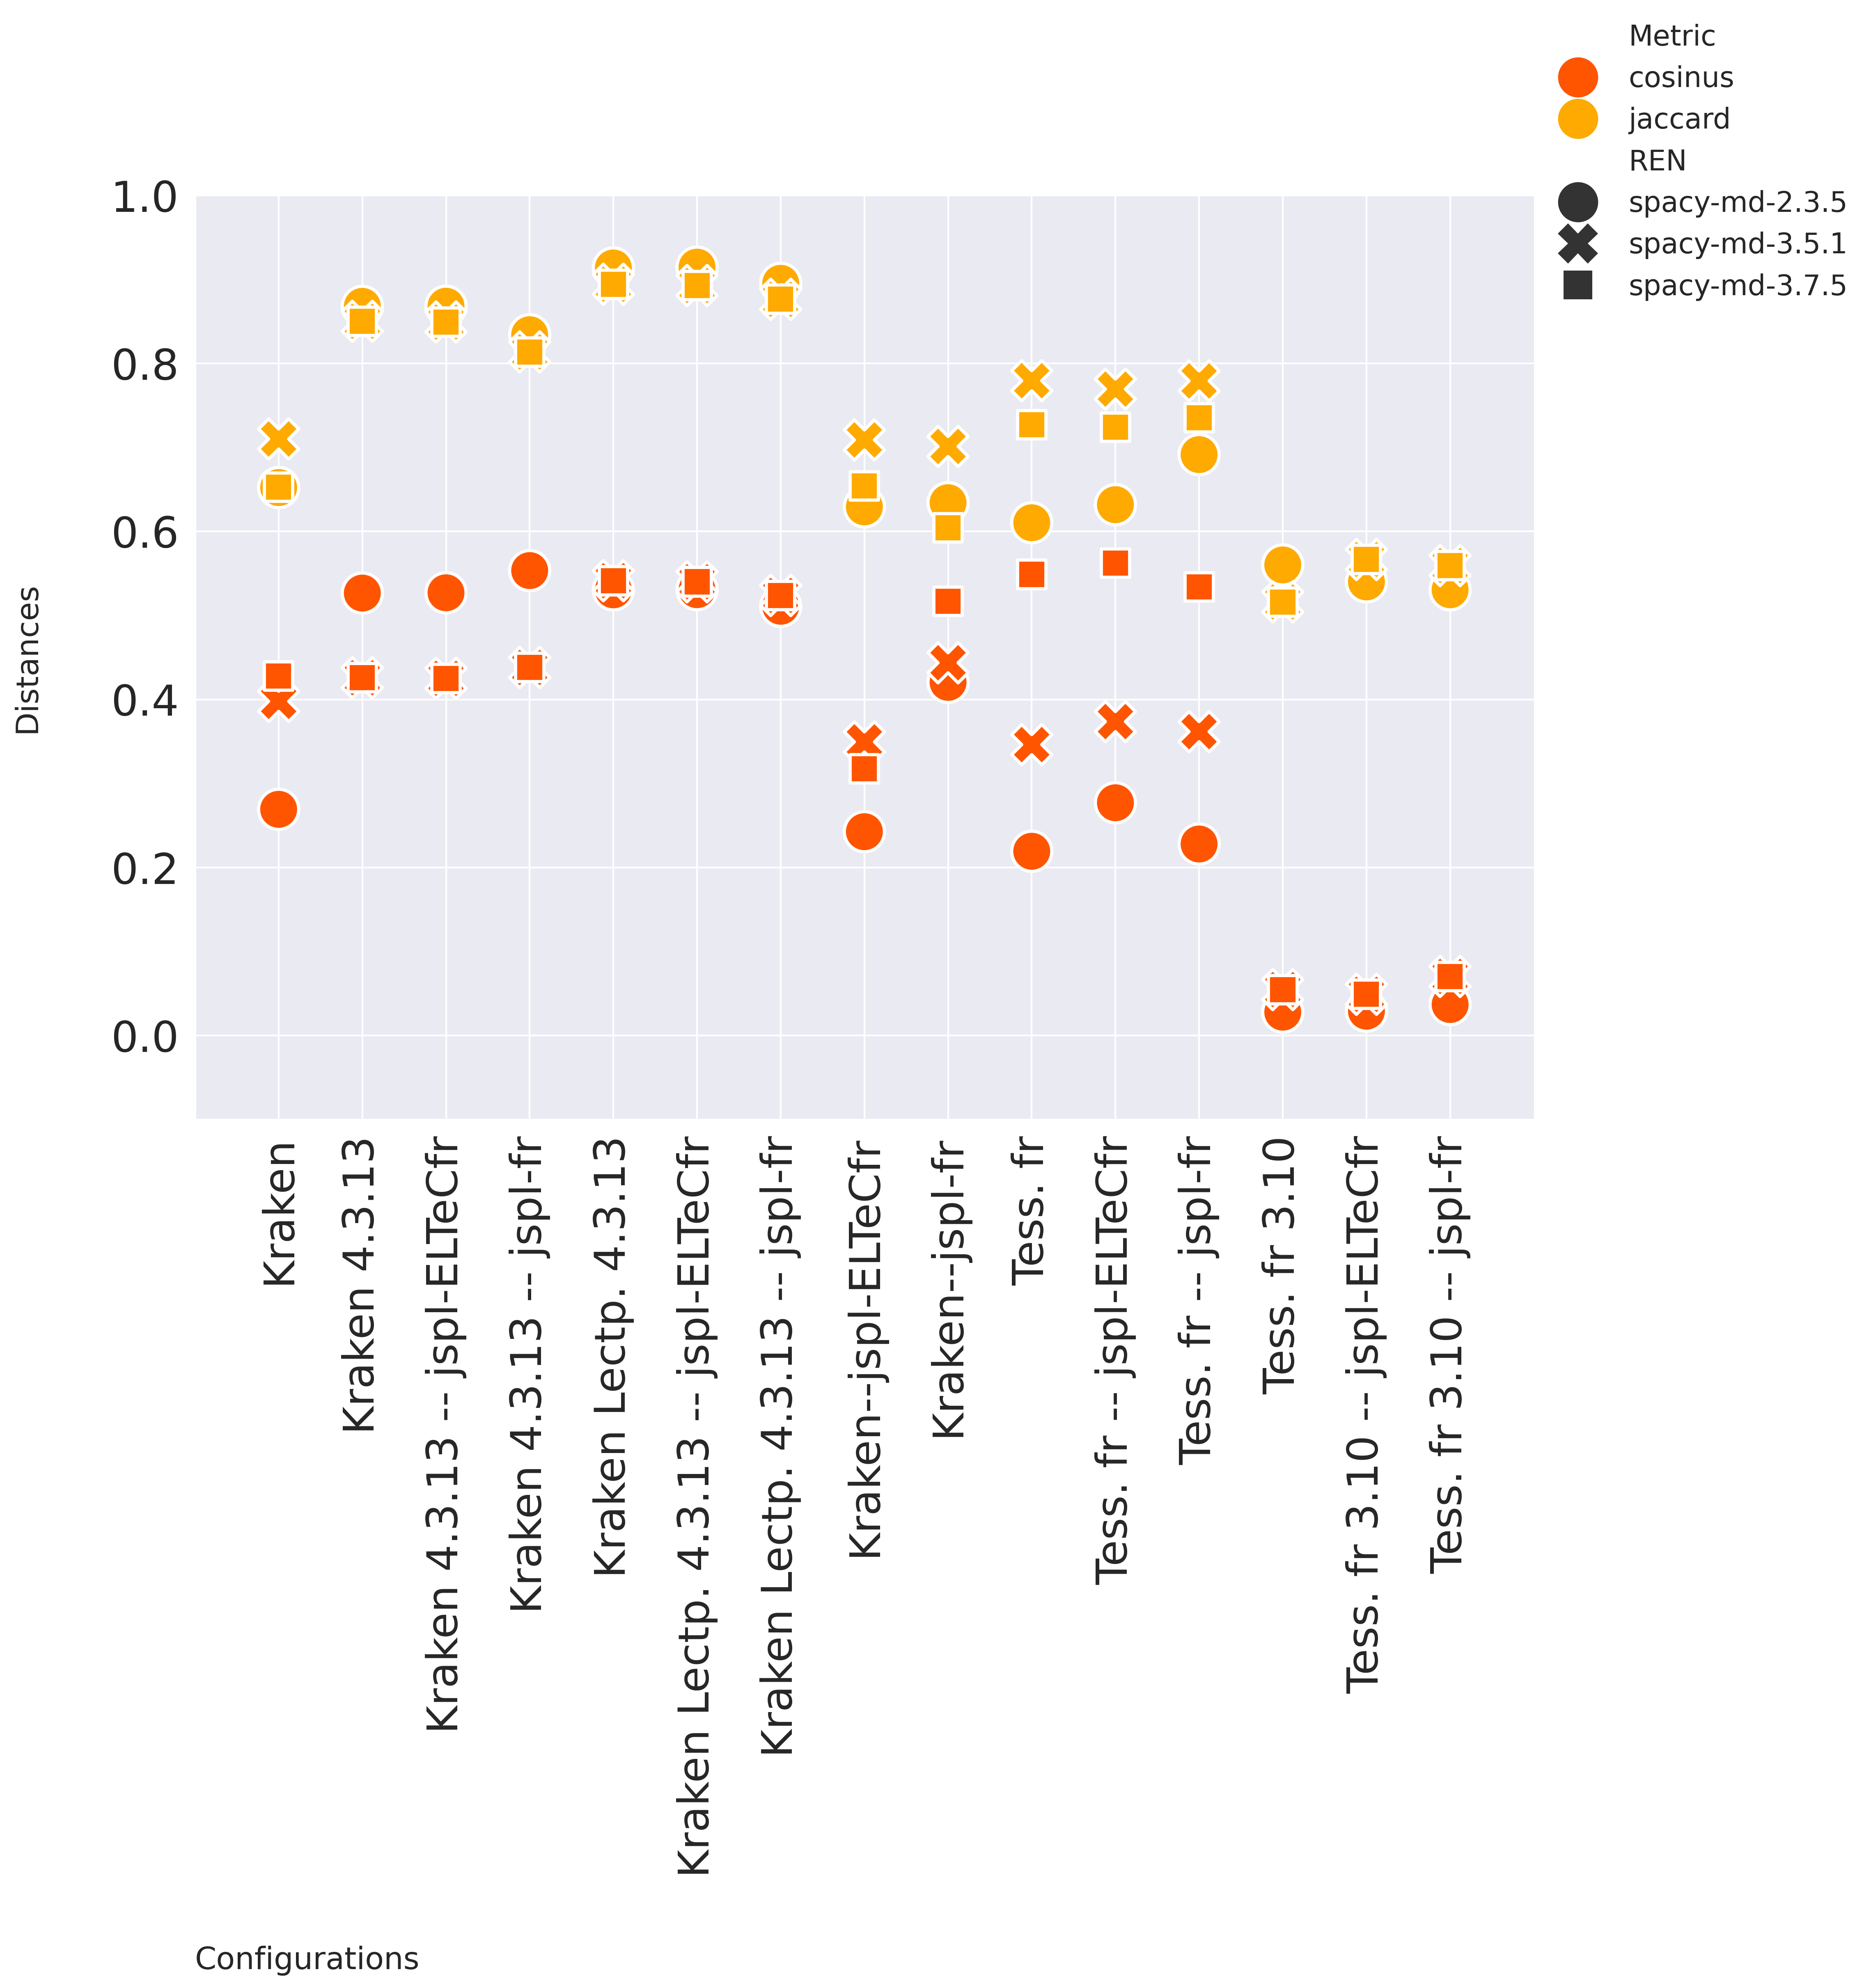 Metric
cosinus
jaccard
REN
spacy-md-2.3.5
spacy-md-3.5.1
spacy-md-3.7.5
1.0
0.8
0.6
0.4
0.2
0.0
Distances
Kraken
Kraken 4.3.13
Kraken 4.3.13 -- jspl-ELTeCfr
Kraken 4.3.13 -- jspl-fr
Kraken Lectp. 4.3.13
Kraken Lectp. 4.3.13 -- jspl-ELTeCfr
Kraken Lectp. 4.3.13 -- jspl-fr
Kraken--jspl-ELTeCfr
Kraken--jspl-fr
Tess. fr
Tess. fr -- jspl-ELTeCfr
Tess. fr -- jspl-fr
Tess. fr 3.10
Tess. fr 3.10 -- jspl-ELTeCfr
Tess. fr 3.10 -- jspl-fr
Configurations